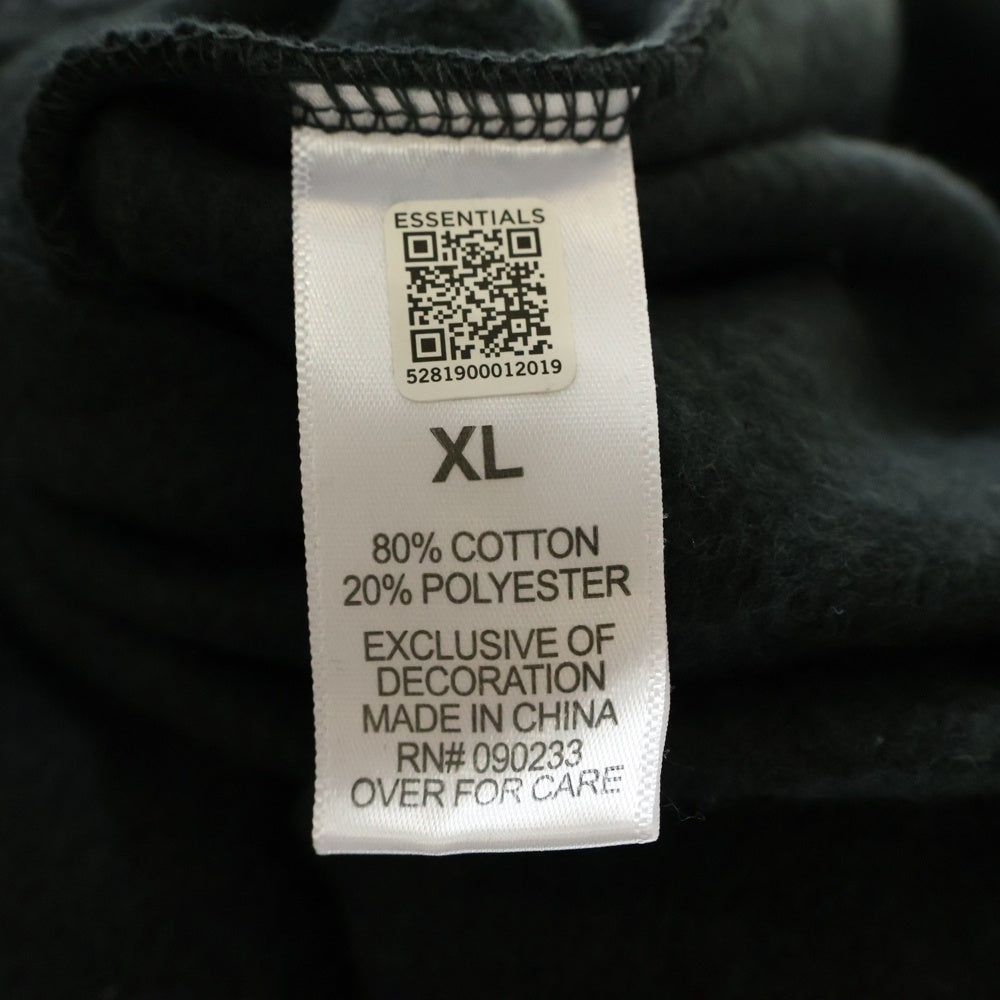 ESSENTIALS
5281900012019
XL
80% COTTON
20% POLYESTER
EXCLUSIVE OF
DECORATION
MADE IN CHINA
RN# 090233
OVER FOR CARE